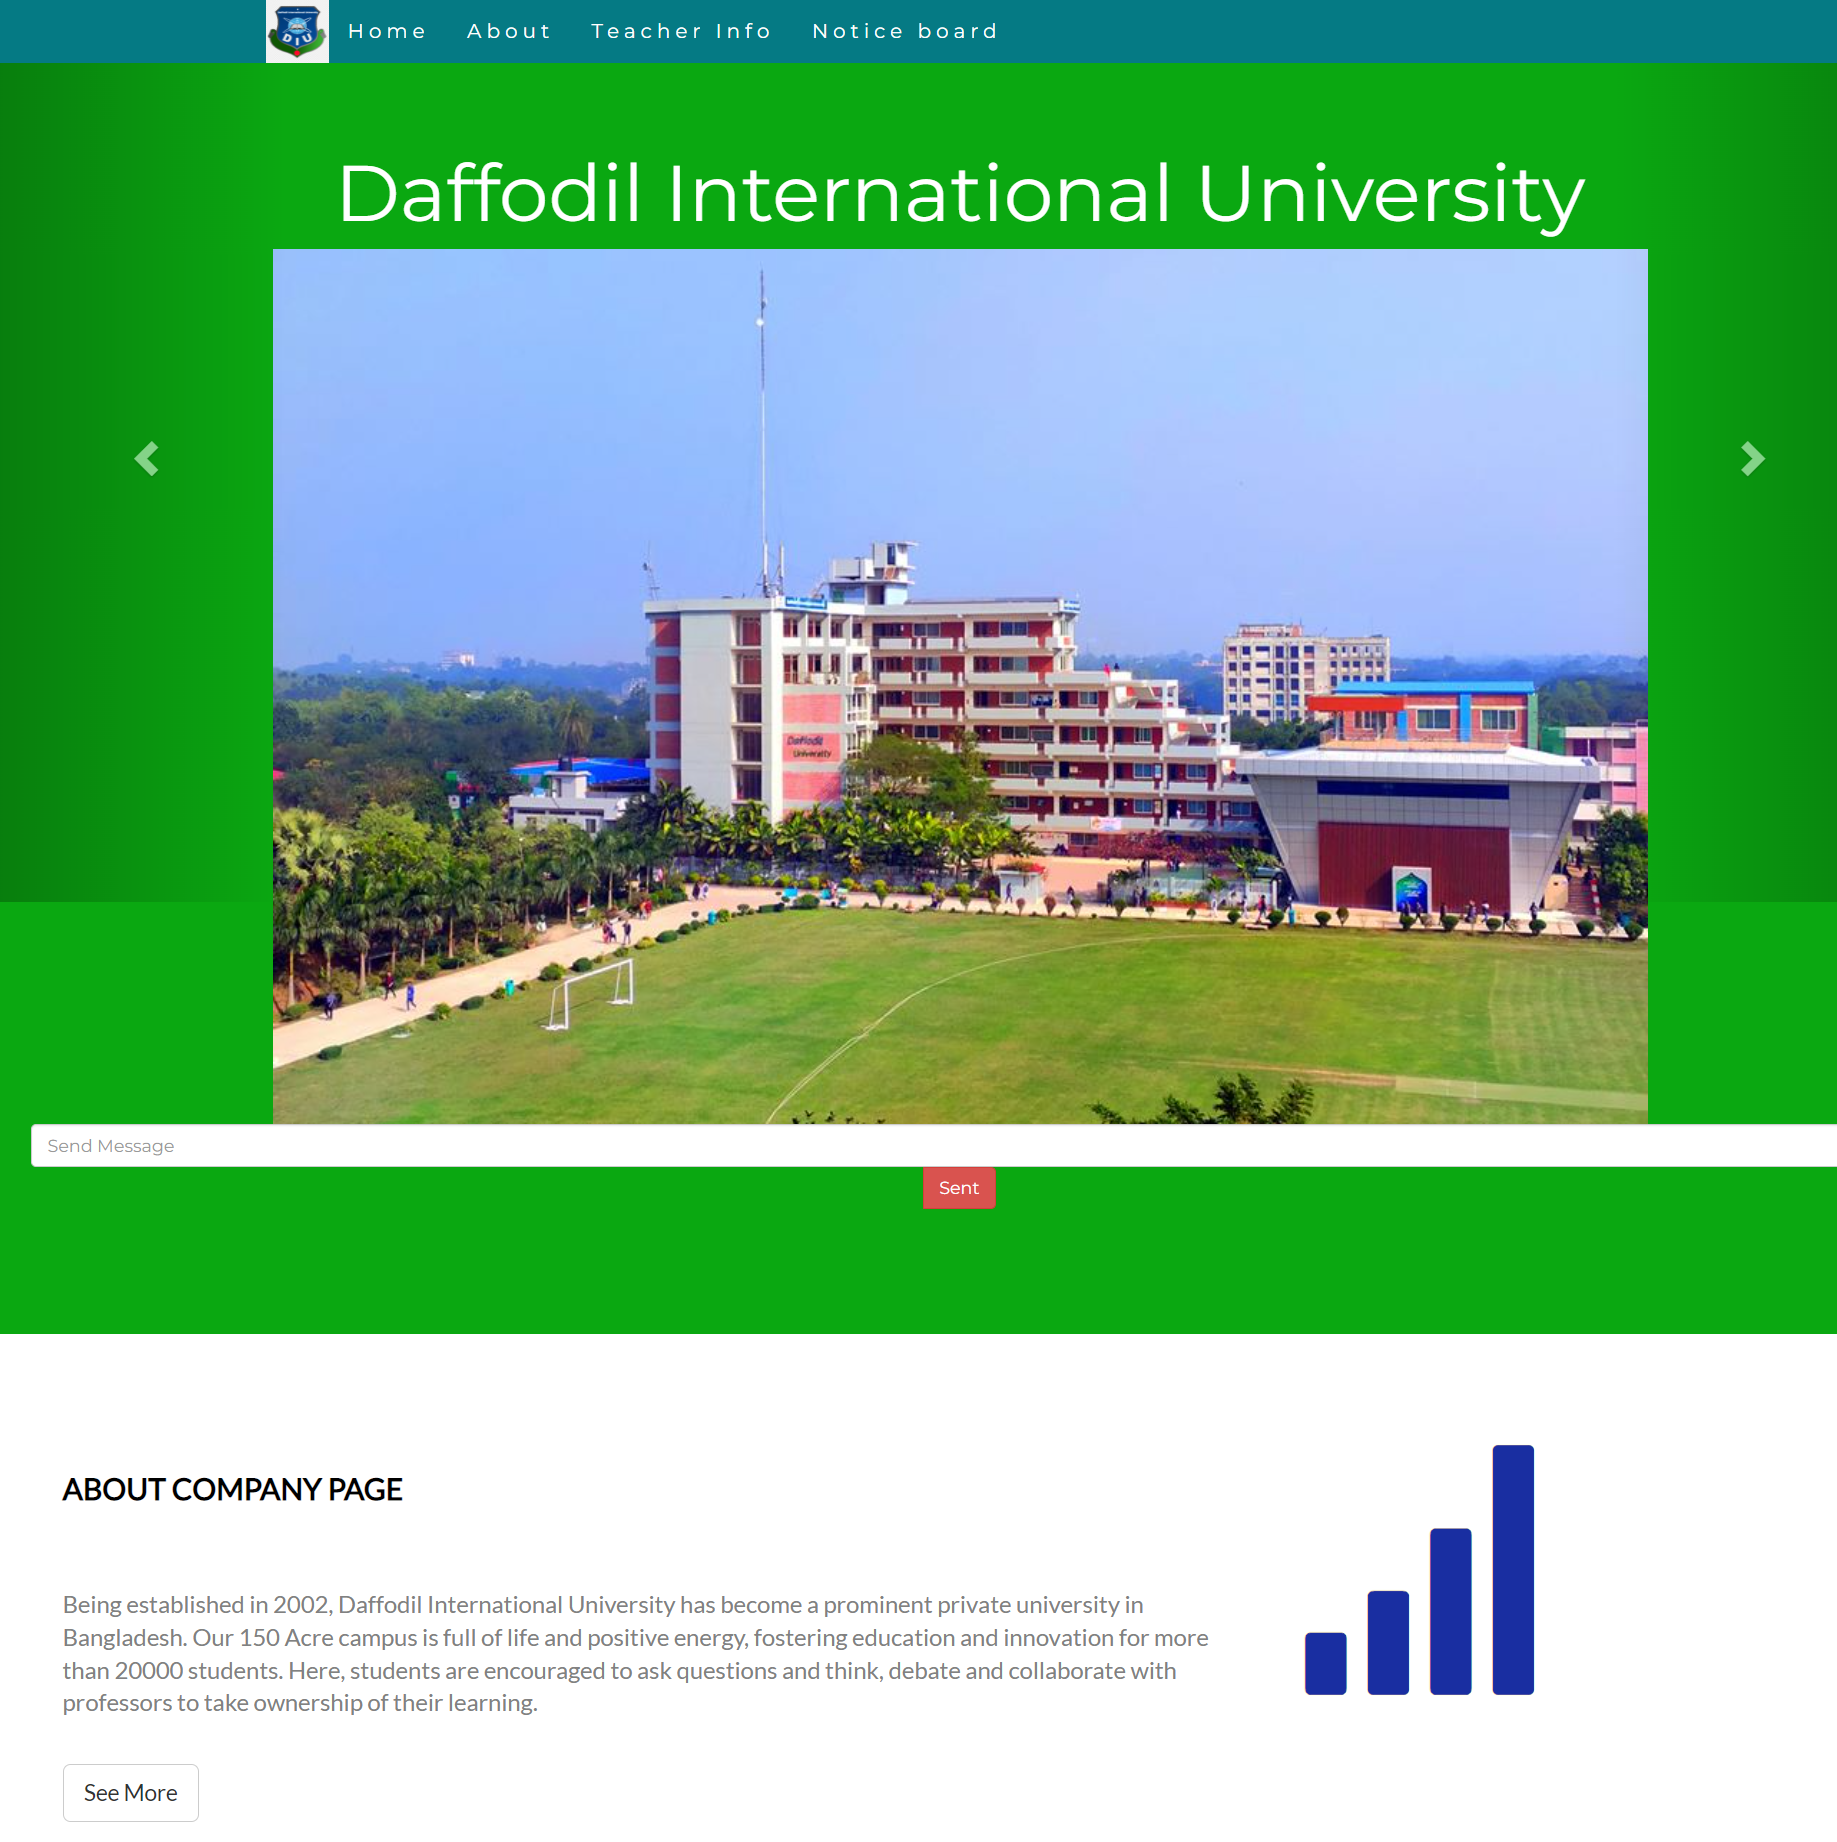 DIU
Home About Teacher Info Notice board
Daffodil International University
Daffodil
University
Send Message
Sent
ABOUT COMPANY PAGE
Being established in 2002, Daffodil International University has become a prominent private university in
Bangladesh. Our 150 Acre campus is full of life and positive energy, fostering education and innovation for more
than 20000 students. Here, students are encouraged to ask questions and think, debate and collaborate with
professors to take ownership of their learning.
See More